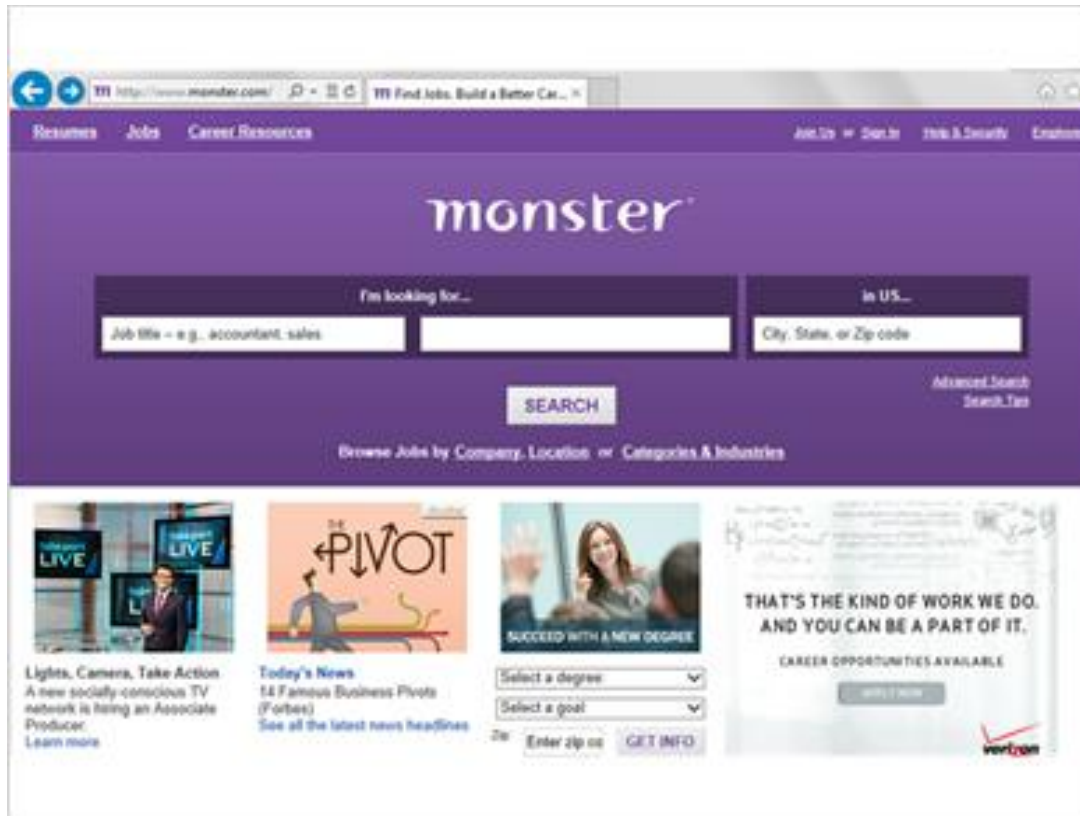 m http://www.monster.com/
m Find Jobs. Build a Better Car...
Resumes Jobs Career Resources
Join Us or Sign In Help & Security
monster
I'm looking for...
in US...
Job title – e.g., accountant, sales
City, State, or Zip code
Advanced Search
SEARCH
Search Tips
Browse Jobs by Company, Location or Categories & Industries
LIVE
LIVE
THE
PIVOT
SUCCEED WITH A NEW DEGREE
THAT'S THE KIND OF WORK WE DO.
AND YOU CAN BE A PART OF IT.
CAREER OPPORTUNITIES AVAILABLE
APPLY NOW
verizon
Lights, Camera, Take Action
A new socially-conscious TV
network is hiring an Associate
Producer.
Learn more
Today's News
14 Famous Business Pivots
(Forbes)
See all the latest news headlines
Select a degree
Select a goal
Zip Enter zip co GET INFO